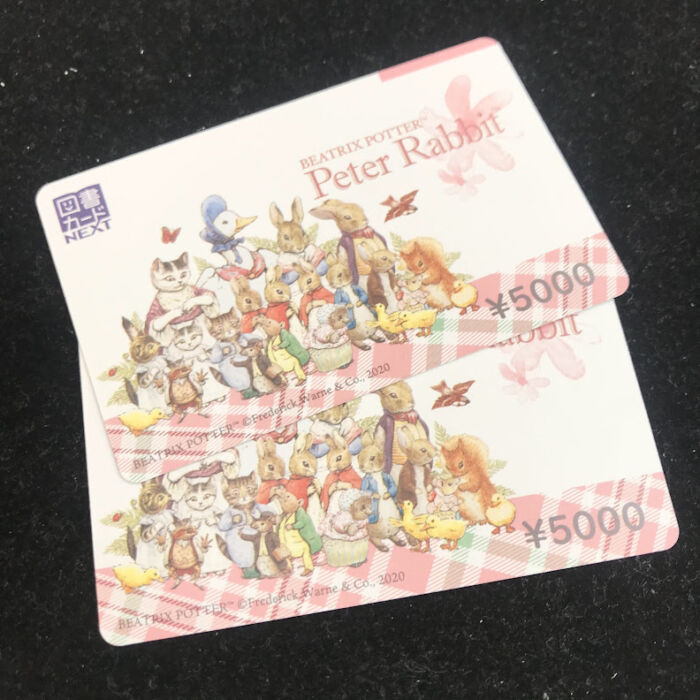 図書
カード
NEXT
BEATRIX POTTER™
Peter Rabbit
¥5000
BEATRIX POTTER™ ©Frederick Warne & Co., 2020
Rabbit
¥5000
BEATRIX POTTER™ ©Frederick Warne & Co., 2020